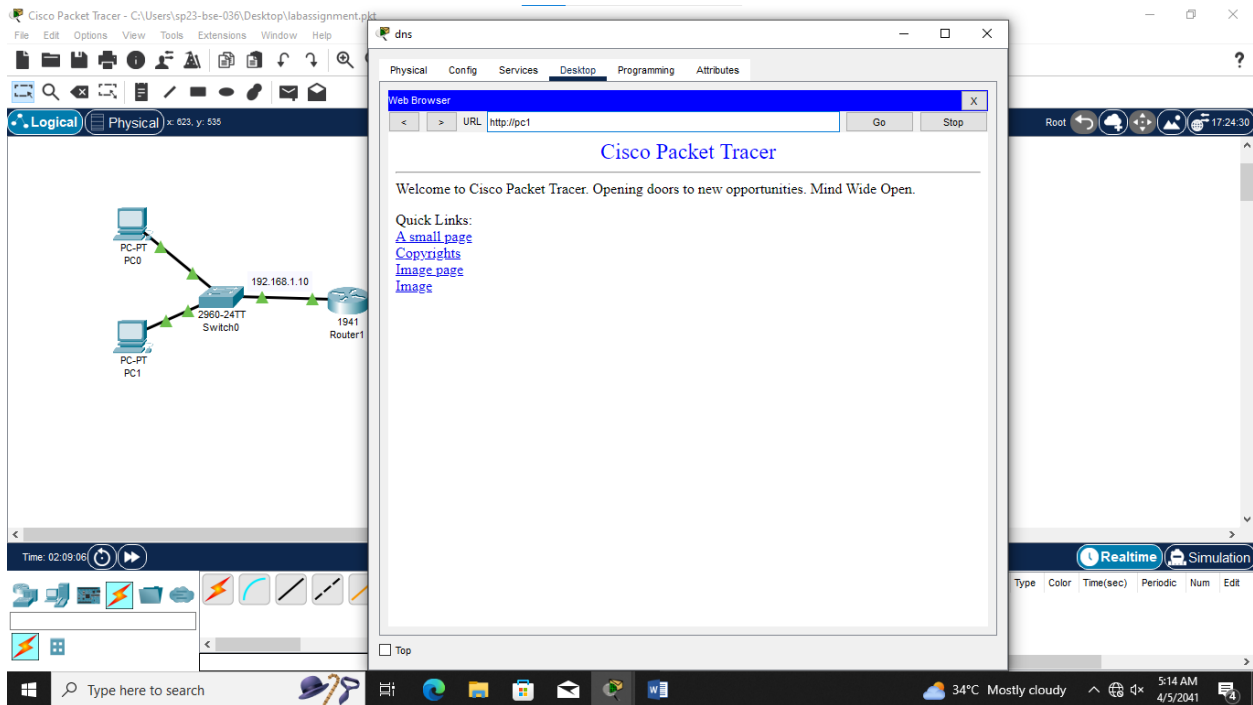 Cisco Packet Tracer - C:\Users\sp23-bse-036\Desktop\labassignment.pkt
File Edit Options View Tools Extensions Window Help
?
Logical Physical x: 623, y: 535
Root 17:24:30
dns
Physical Config Services Desktop Programming Attributes
Web Browser X
< > URL http://pc1 Go Stop
Cisco Packet Tracer
Welcome to Cisco Packet Tracer. Opening doors to new opportunities. Mind Wide Open.
Quick Links:
A small page
Copyrights
Image page
Image
Top
PC-PT
PC0
192.168.1.10
2960-24TT
Switch0
1941
Router1
PC-PT
PC1
Time: 02:09:06
Realtime Simulation
Type Color Time(sec) Periodic Num Edit
Type here to search
34°C Mostly cloudy
5:14 AM
4/5/2041
4